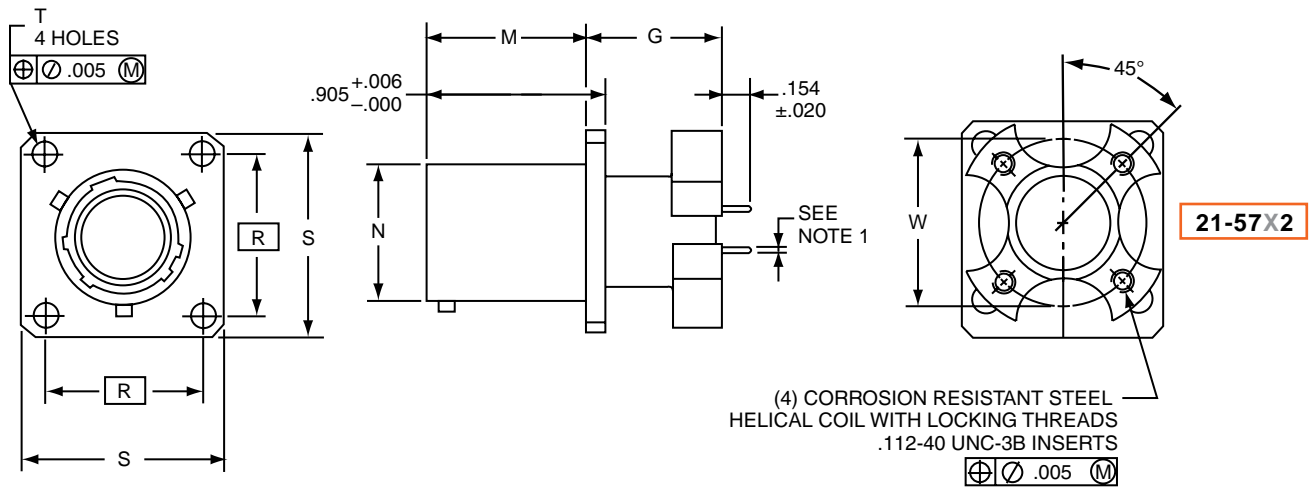 T
4 HOLES
⌖ ⌀ .005 Ⓜ
R
S
R
S
M
G
.905 +.006
–.000
.154
±.020
N
SEE
NOTE 1
45°
W
21-57X2
(4) CORROSION RESISTANT STEEL
HELICAL COIL WITH LOCKING THREADS
.112-40 UNC-3B INSERTS
⌖ ⌀ .005 Ⓜ